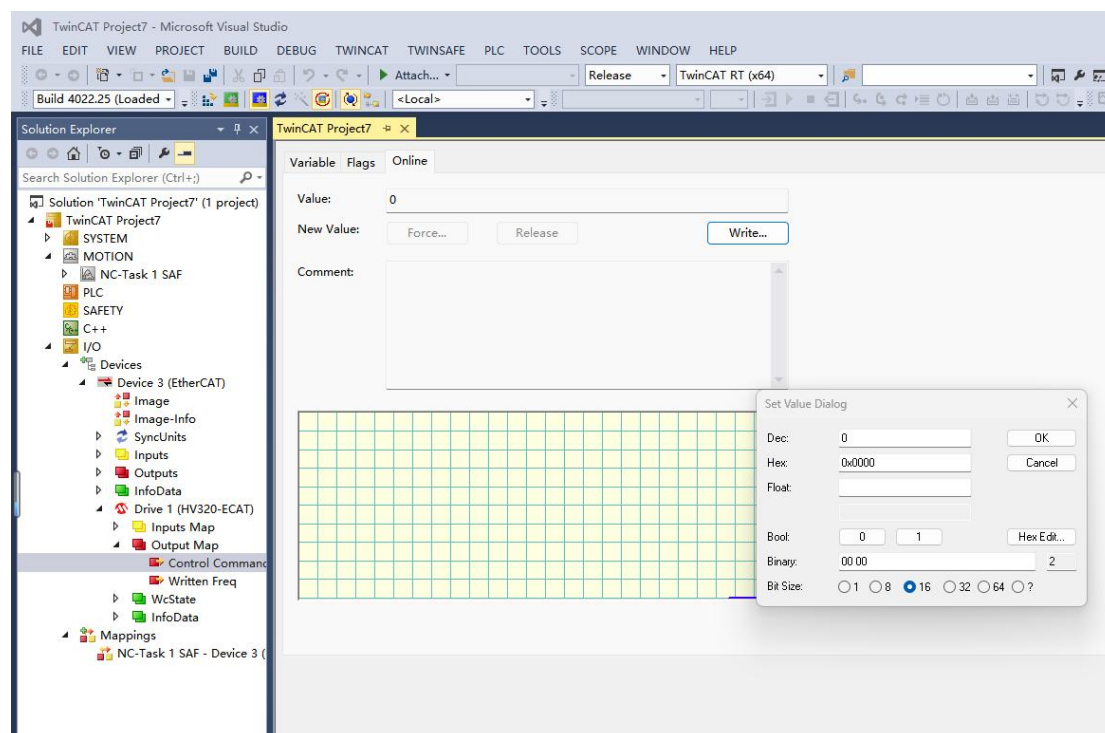 TwinCAT Project7 - Microsoft Visual Studio
FILE EDIT VIEW PROJECT BUILD DEBUG TWINCAT TWINSAFE PLC TOOLS SCOPE WINDOW HELP
Attach... Release TwinCAT RT (x64)
Build 4022.25 (Loaded <Local>
Solution Explorer
TwinCAT Project7
Search Solution Explorer (Ctrl+;)
Variable Flags Online
Solution 'TwinCAT Project7' (1 project)
TwinCAT Project7
SYSTEM
MOTION
NC-Task 1 SAF
PLC
SAFETY
C++
I/O
Devices
Device 3 (EtherCAT)
Image
Image-Info
SyncUnits
Inputs
Outputs
InfoData
Drive 1 (HV320-ECAT)
Inputs Map
Output Map
Control Command
Written Freq
WcState
InfoData
Mappings
NC-Task 1 SAF - Device 3 (
Value: 0
New Value: Force... Release Write...
Comment:
Set Value Dialog
Dec: 0 OK
Hex: 0x0000 Cancel
Float:
Bool: 0 1 Hex Edit...
Binary: 00 00 2
Bit Size: 1 8 16 32 64 ?